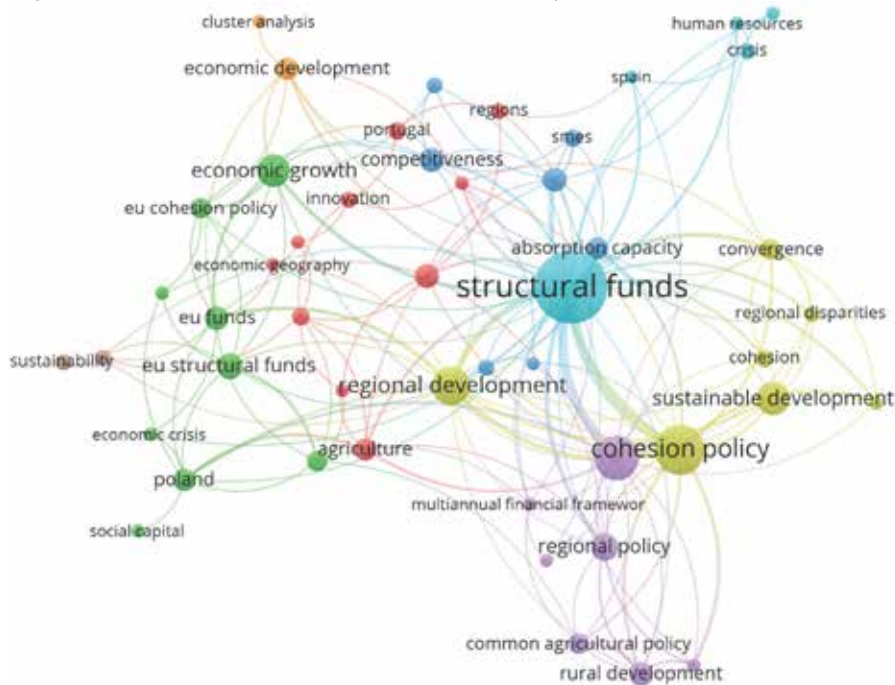 cluster analysis
human resources
crisis
economic development
spain
regions
portugal
smes
competitiveness
economic growth
innovation
eu cohesion policy
absorption capacity
convergence
economic geography
structural funds
regional disparities
eu funds
cohesion
sustainability
eu structural funds
regional development
sustainable development
economic crisis
agriculture
cohesion policy
poland
multiannual financial framewor
social capital
regional policy
common agricultural policy
rural development